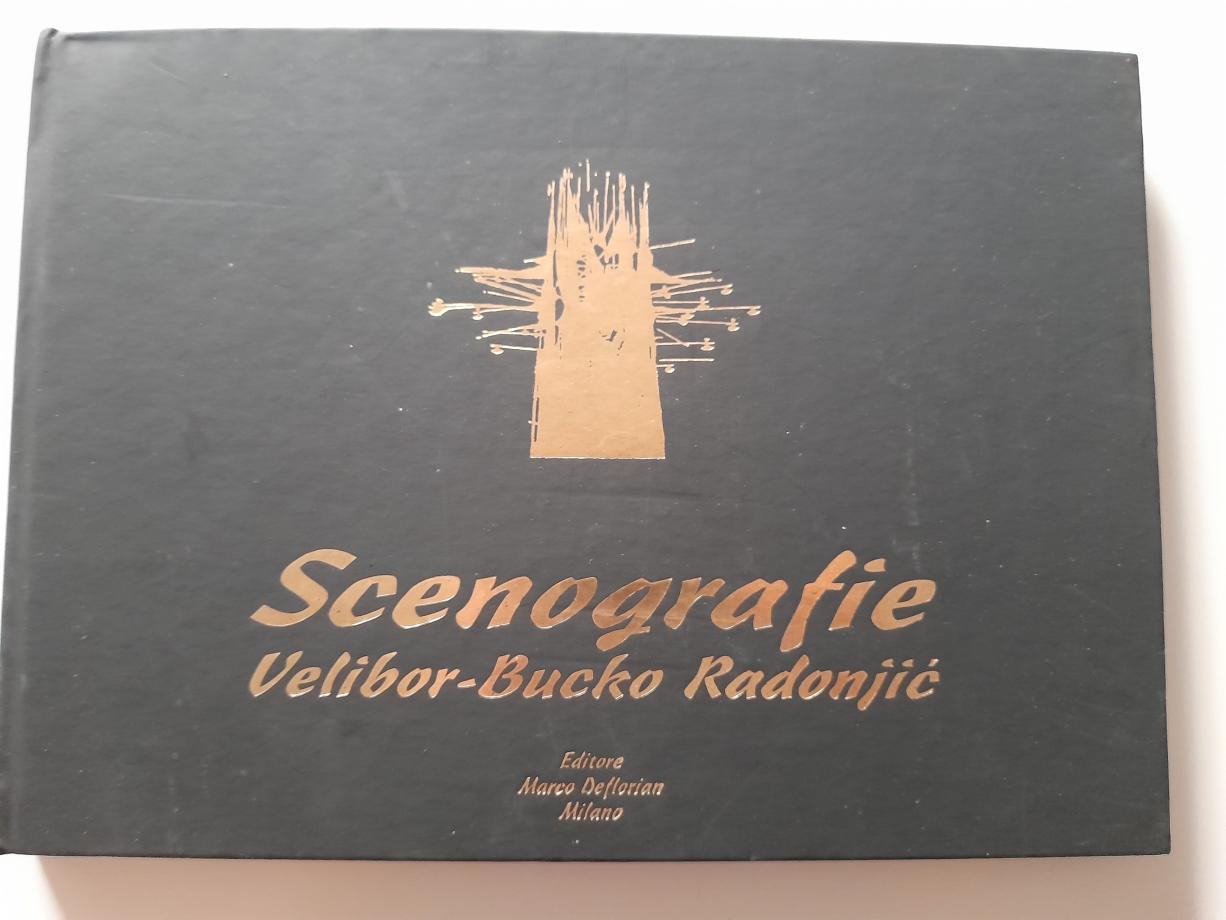 Scenografie
Velibor-Bucko Radonjić
Editore
Marco Deflorian
Milano